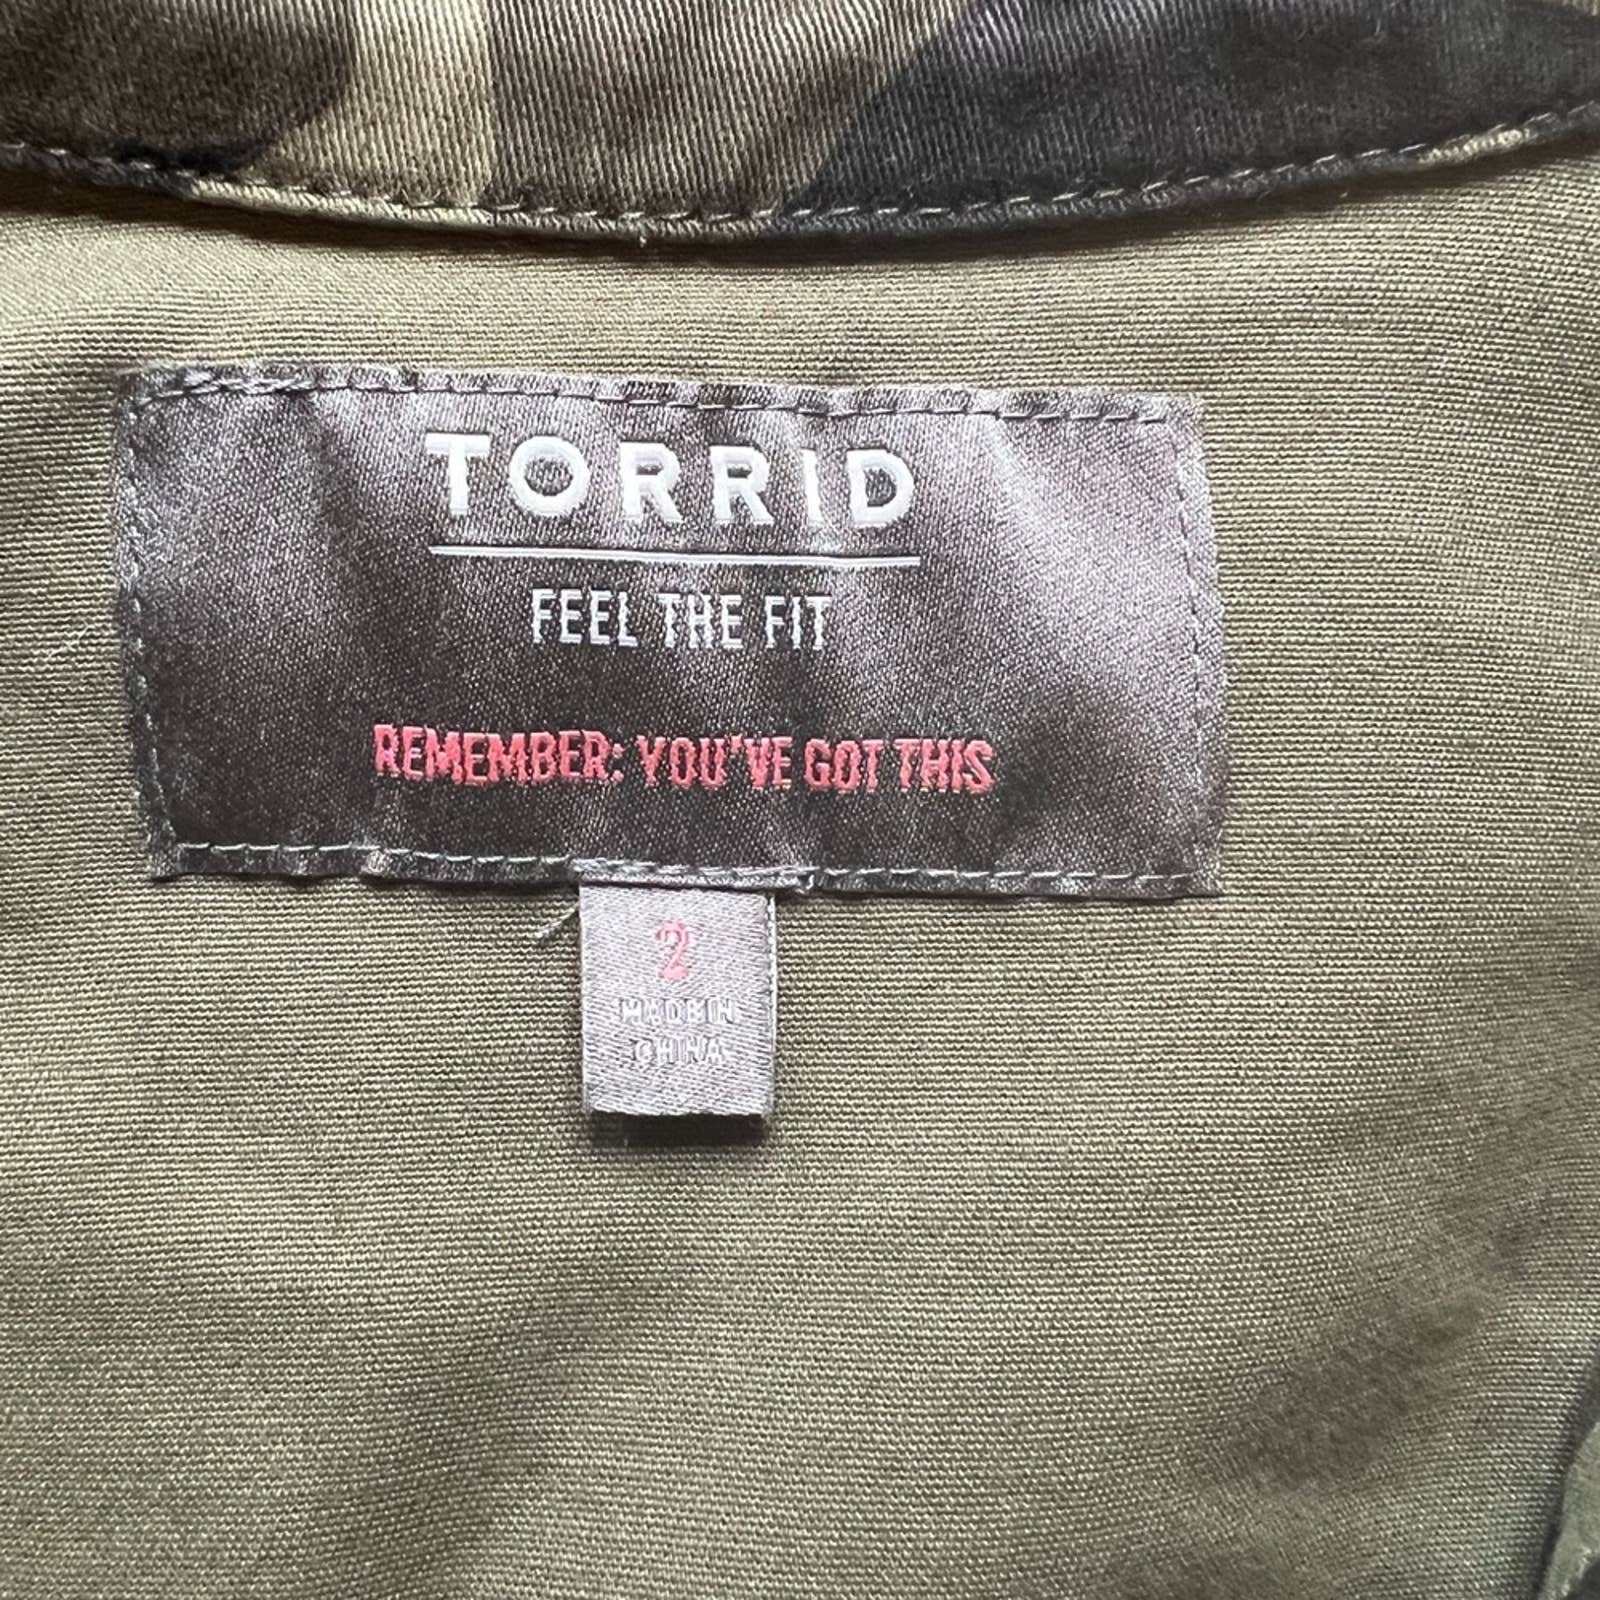 TORRID
FEEL THE FIT
REMEMBER: YOU'VE GOT THIS
2
MADE IN
CHINA